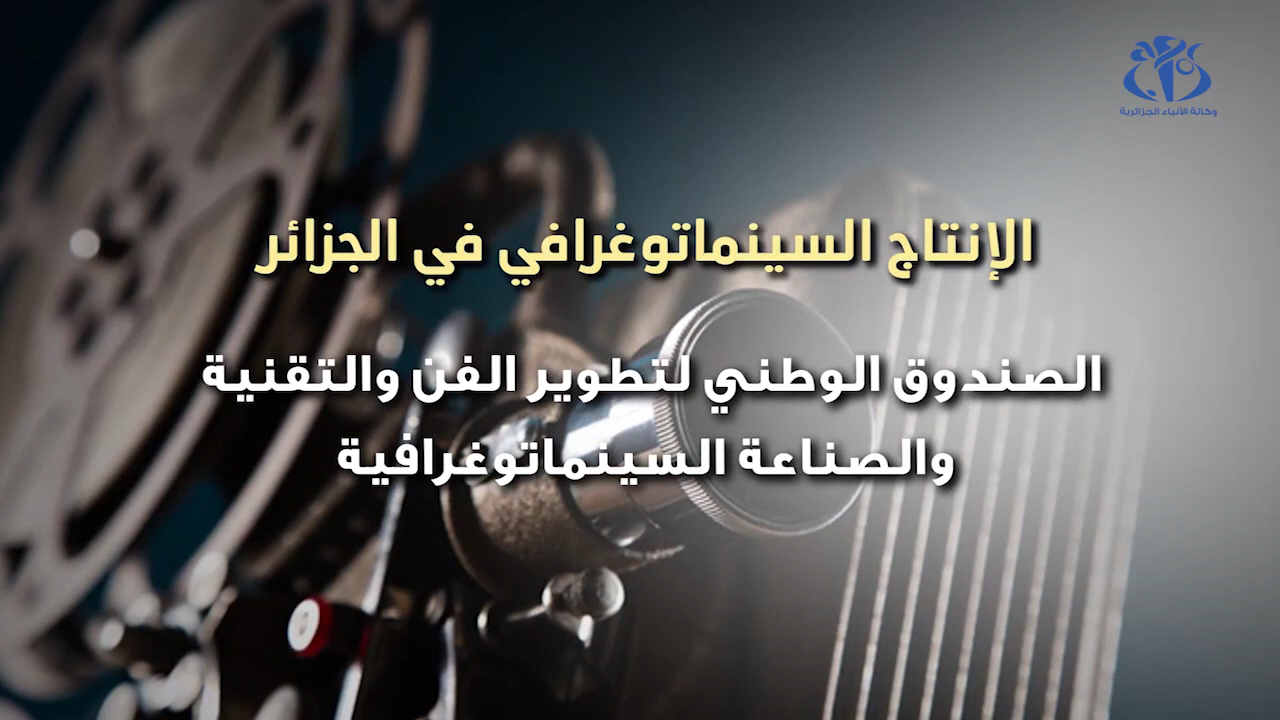 وكالة الأنباء الجزائرية
الإنتاج السينماتوغرافي في الجزائر
الصندوق الوطني لتطوير الفن والتقنية
والصناعة السينماتوغرافية